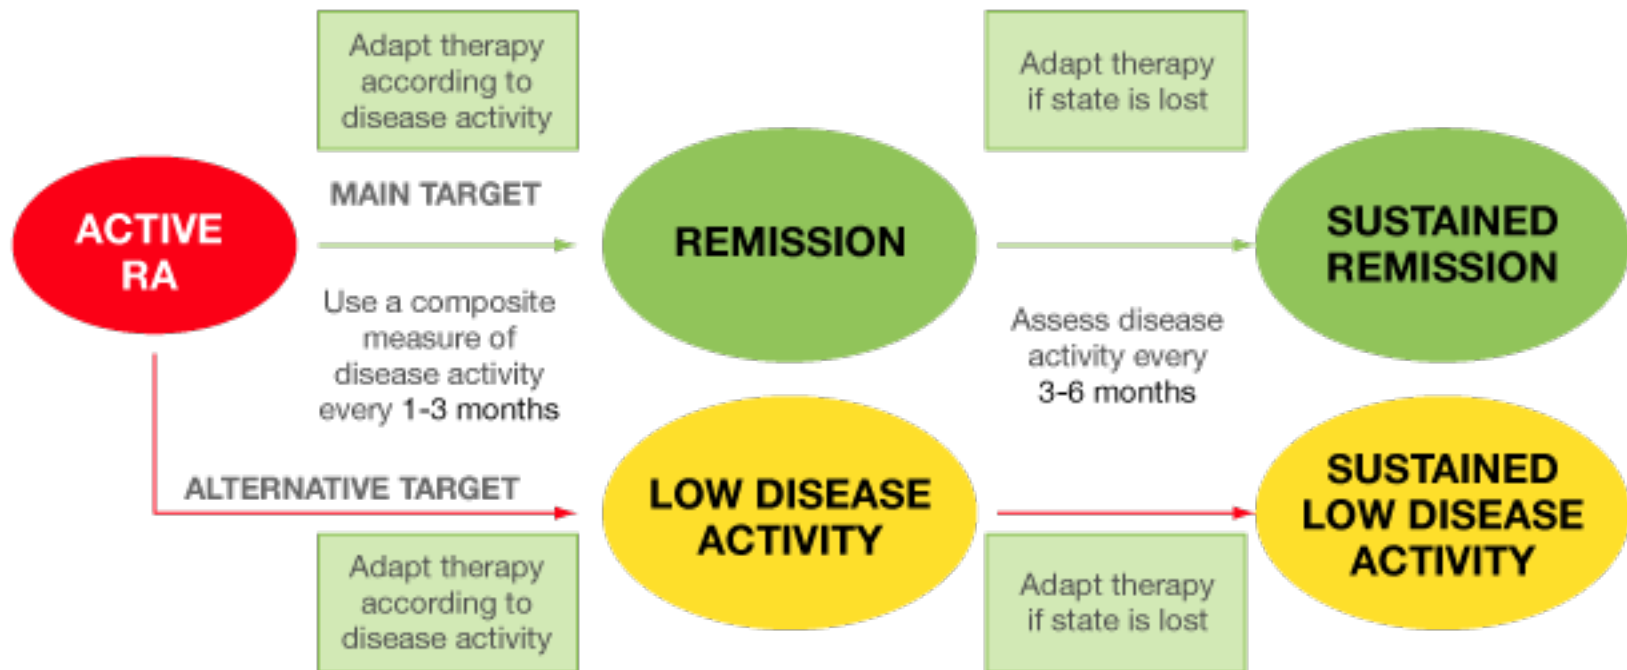 Adapt therapy
according to
disease activity
Adapt therapy
if state is lost
MAIN TARGET
ACTIVE
RA
REMISSION
SUSTAINED
REMISSION
Use a composite
measure of
disease activity
every 1-3 months
Assess disease
activity every
3-6 months
ALTERNATIVE TARGET
LOW DISEASE
ACTIVITY
SUSTAINED
LOW DISEASE
ACTIVITY
Adapt therapy
according to
disease activity
Adapt therapy
if state is lost